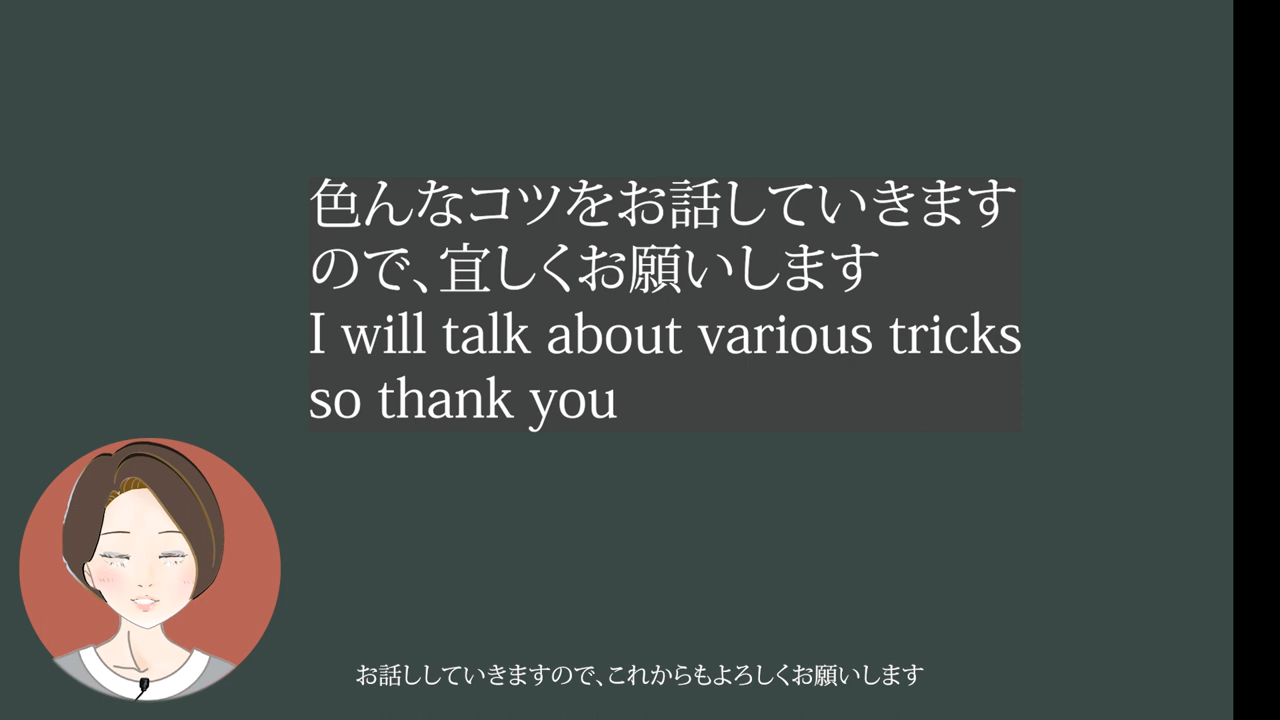 色んなコツをお話していきます
ので、宜しくお願いします
I will talk about various tricks
so thank you
お話ししていきますので、これからもよろしくお願いします